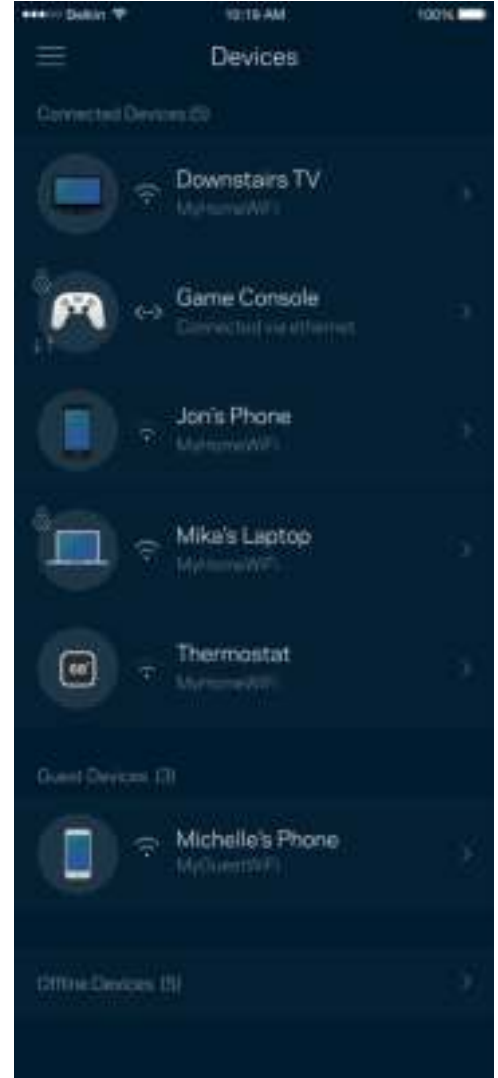 Belkin 10:19 AM 100%
Devices
Connected Devices (5)
Downstairs TV
MyHomeWiFi
Game Console
Connected via ethernet
Jon's Phone
MyHomeWiFi
Mika's Laptop
MyHomeWiFi
Thermostat
MyHomeWiFi
Guest Devices (3)
Michelle's Phone
MyGuestWiFi
Offline Devices (5)